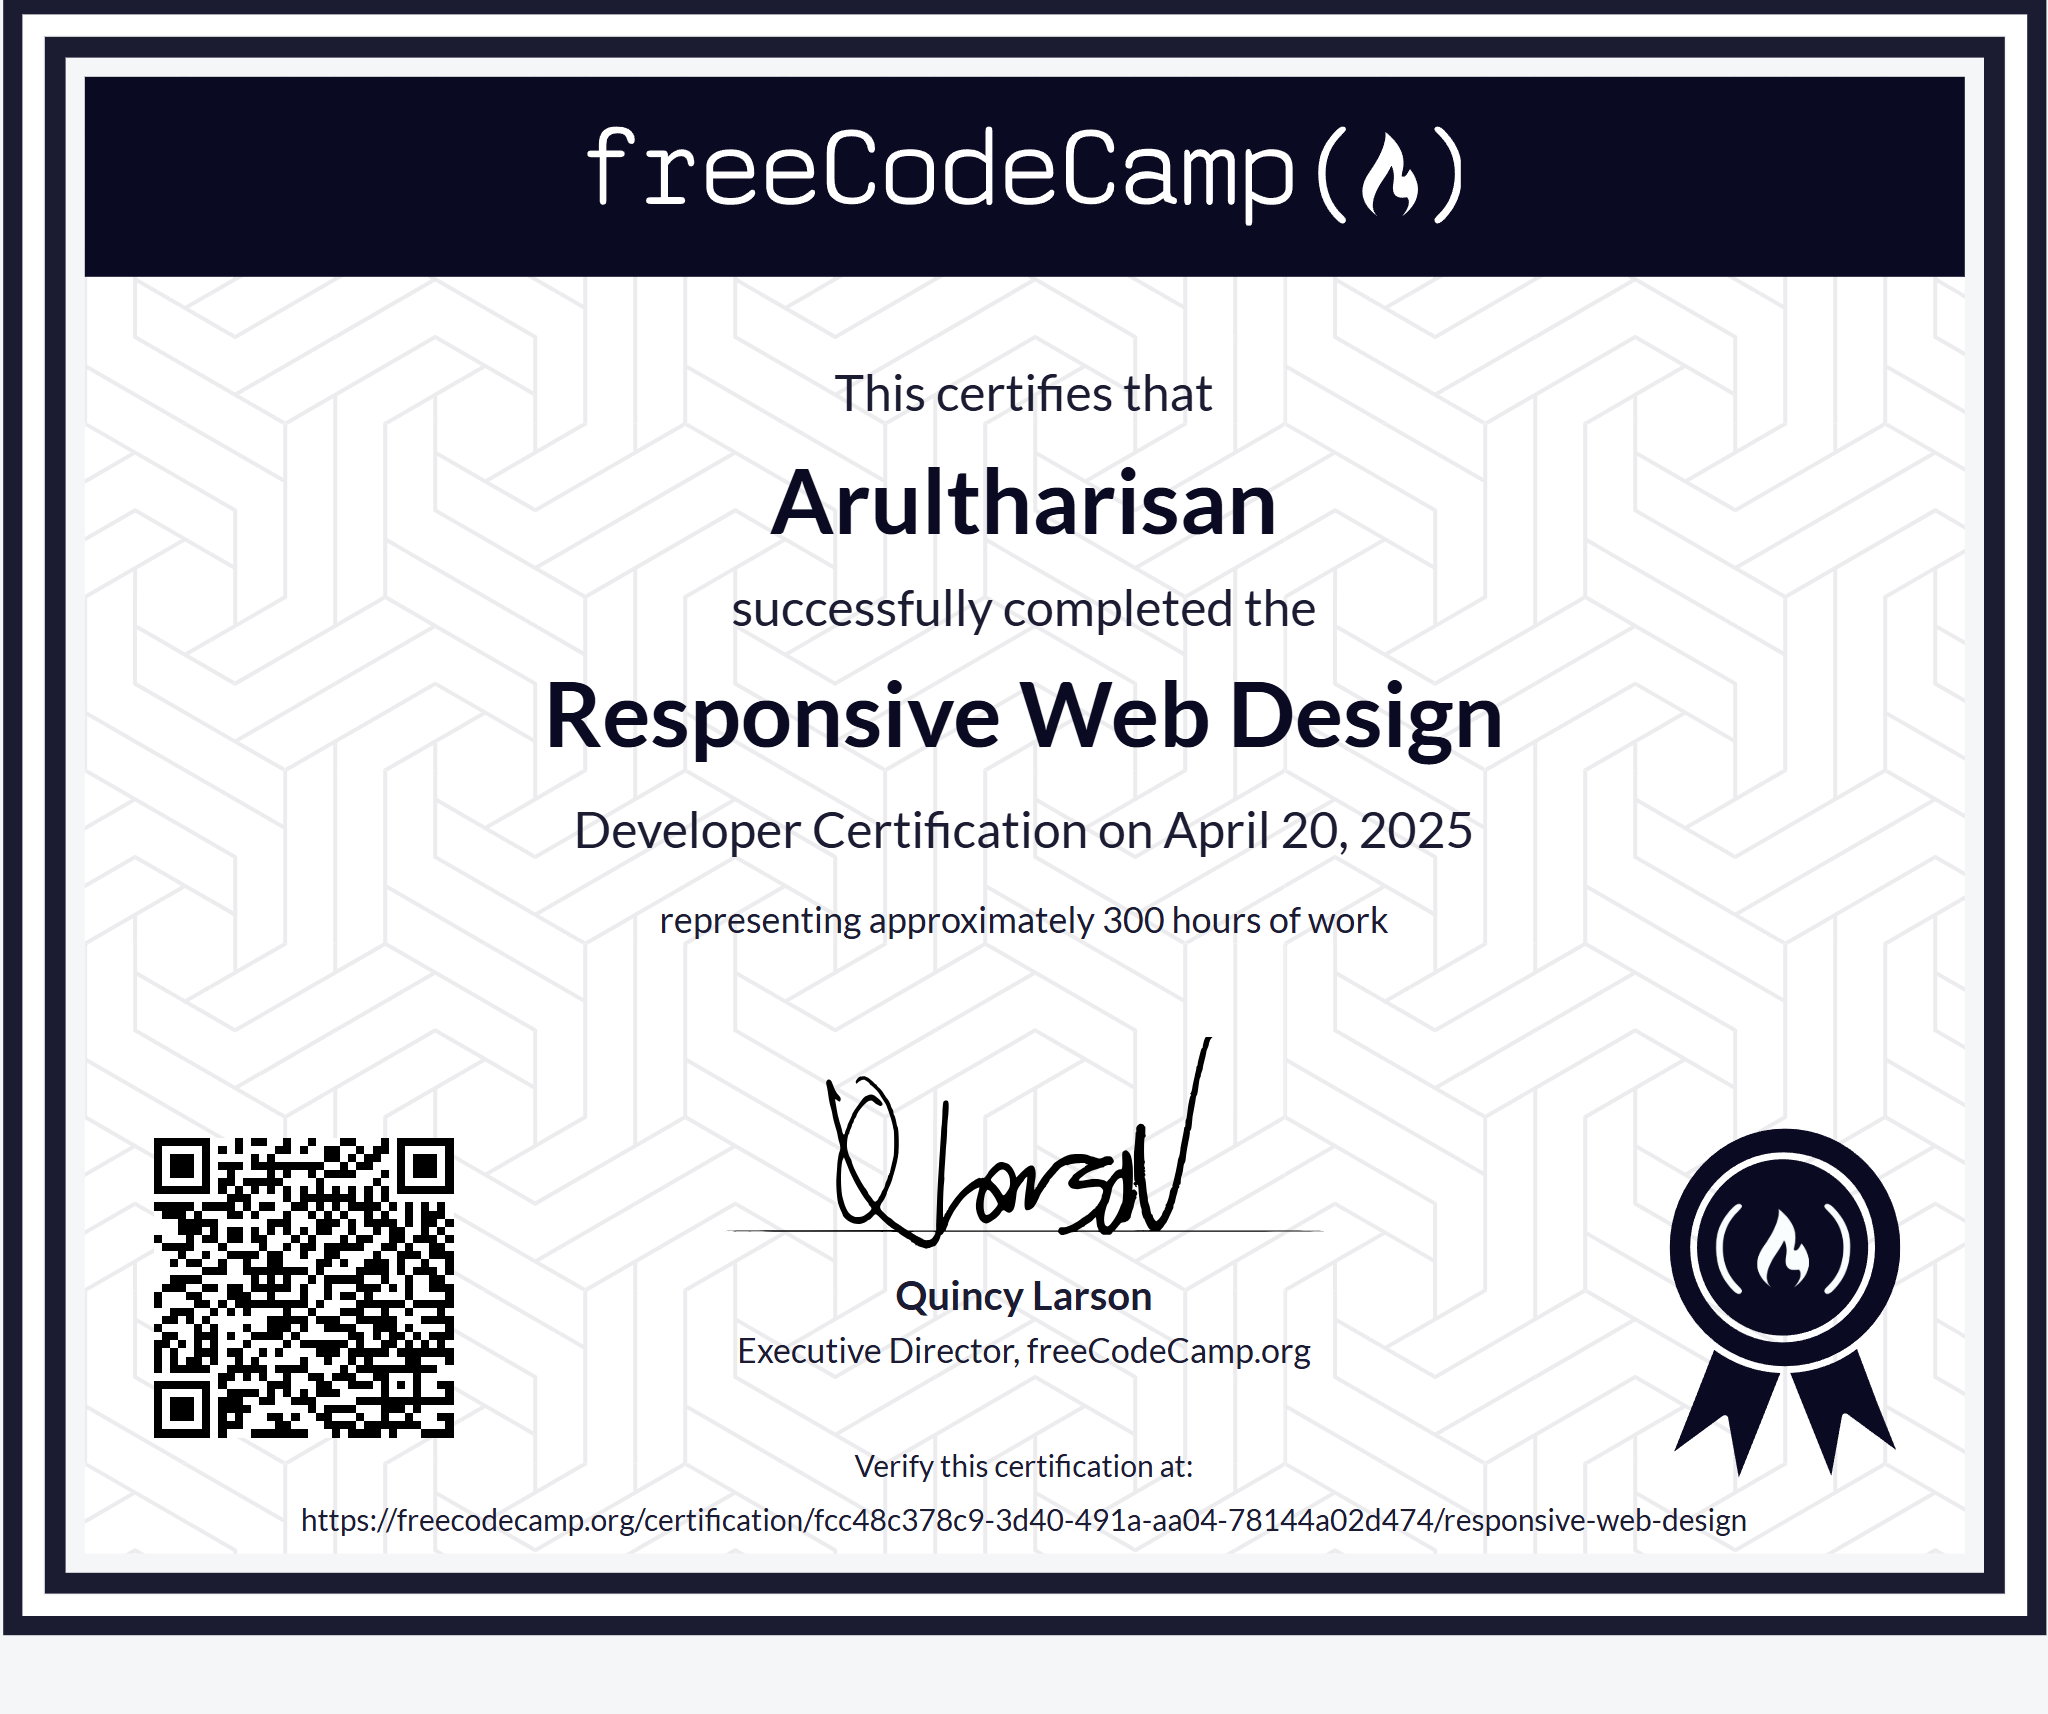 freeCodeCamp(🔥)
This certifies that
Arultharisan
successfully completed the
Responsive Web Design
Developer Certification on April 20, 2025
representing approximately 300 hours of work
Quincy Larson
Executive Director, freeCodeCamp.org
Verify this certification at:
https://freecodecamp.org/certification/fcc48c378c9-3d40-491a-aa04-78144a02d474/responsive-web-design